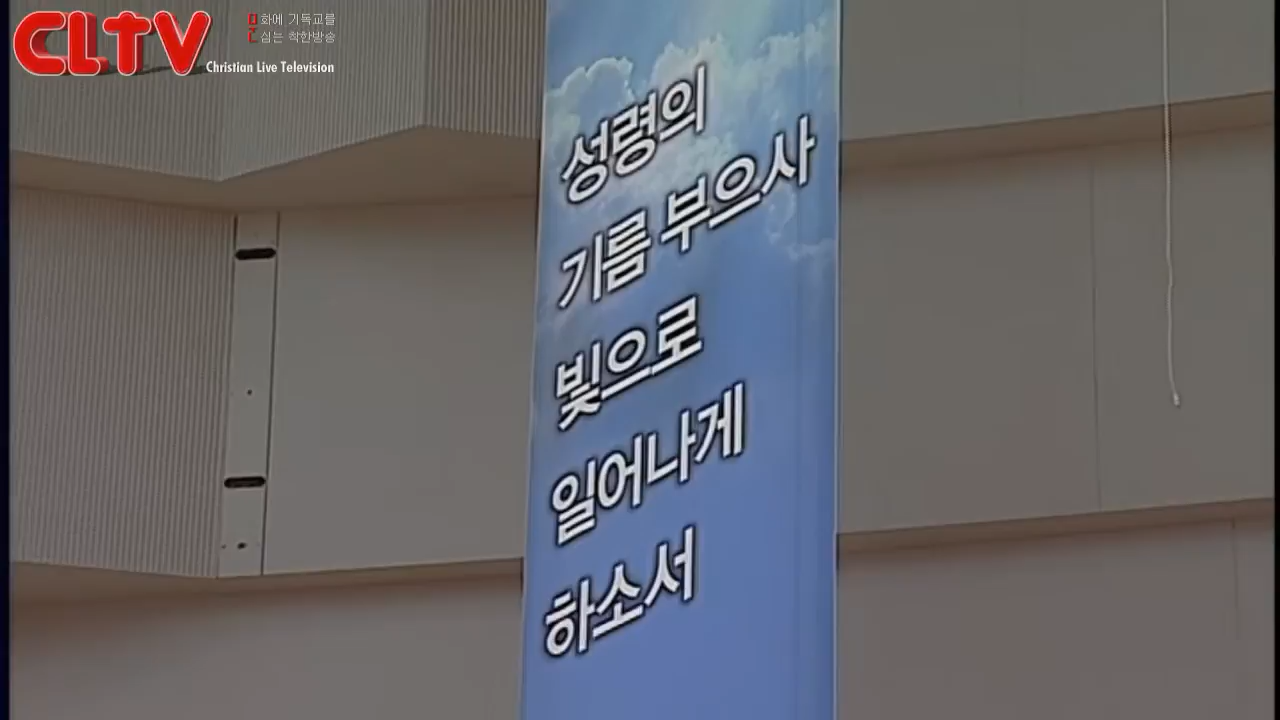 CLTV
화에 기독교를
심는 착한방송
Christian Live Television
성령의
기름 부으사
빛으로
일어나게
하소서